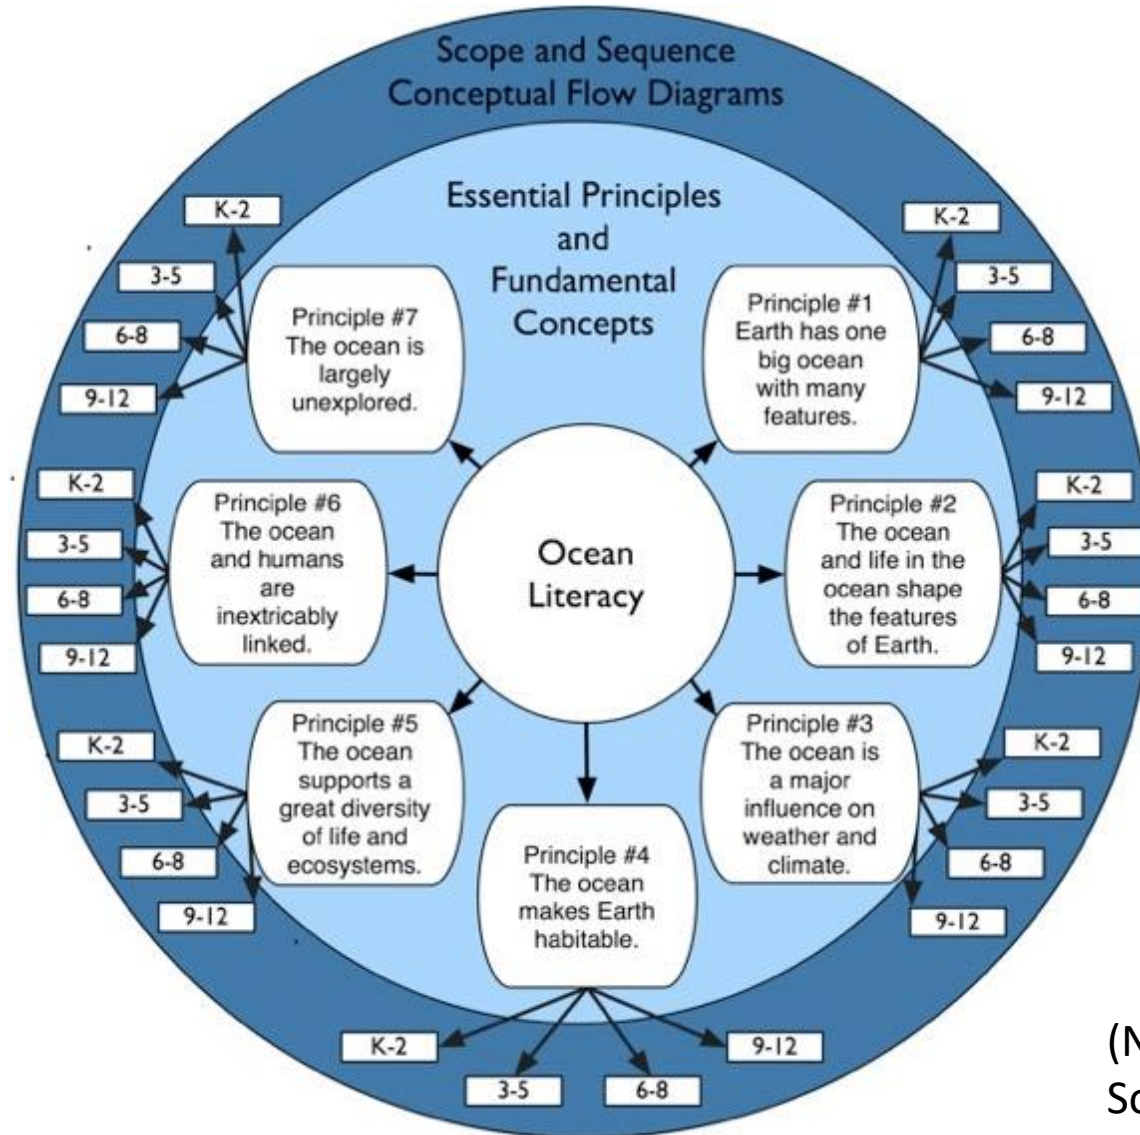 Scope and Sequence
Conceptual Flow Diagrams
Essential Principles
and
Fundamental
Concepts
Ocean
Literacy
Principle #1
Earth has one
big ocean
with many
features.
K-2
3-5
6-8
9-12
Principle #2
The ocean
and life in the
ocean shape
the features
of Earth.
K-2
3-5
6-8
9-12
Principle #3
The ocean is
a major
influence on
weather and
climate.
K-2
3-5
6-8
9-12
Principle #4
The ocean
makes Earth
habitable.
K-2
3-5
6-8
9-12
Principle #5
The ocean
supports a
great diversity
of life and
ecosystems.
K-2
3-5
6-8
9-12
Principle #6
The ocean
and humans
are
inextricably
linked.
K-2
3-5
6-8
9-12
Principle #7
The ocean is
largely
unexplored.
K-2
3-5
6-8
9-12